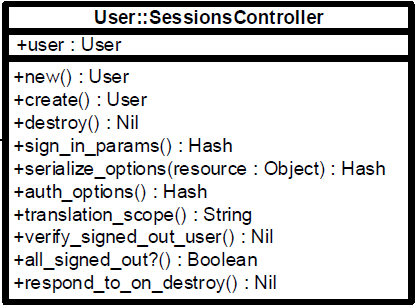 User::SessionsController
+user : User
+new() : User
+create() : User
+destroy() : Nil
+sign_in_params() : Hash
+serialize_options(resource : Object) : Hash
+auth_options() : Hash
+translation_scope() : String
+verify_signed_out_user() : Nil
+all_signed_out?() : Boolean
+respond_to_on_destroy() : Nil